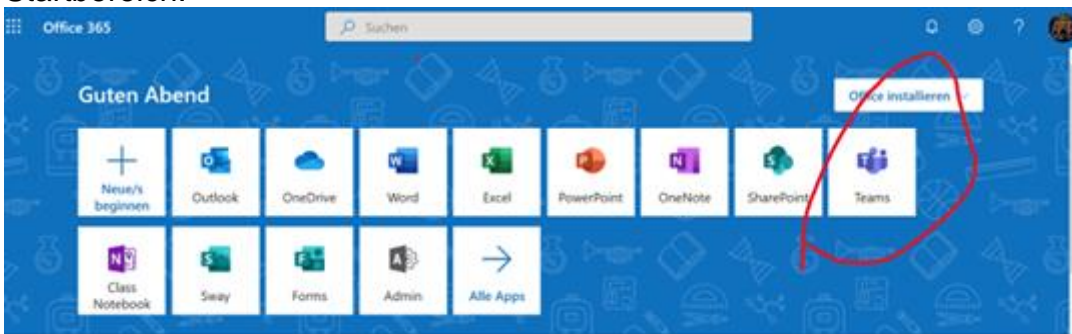 Office 365
Suchen
Guten Abend
Office installieren
Neue/s
beginnen
Outlook
OneDrive
Word
Excel
PowerPoint
OneNote
SharePoint
Teams
Class
Notebook
Sway
Forms
Admin
Alle Apps